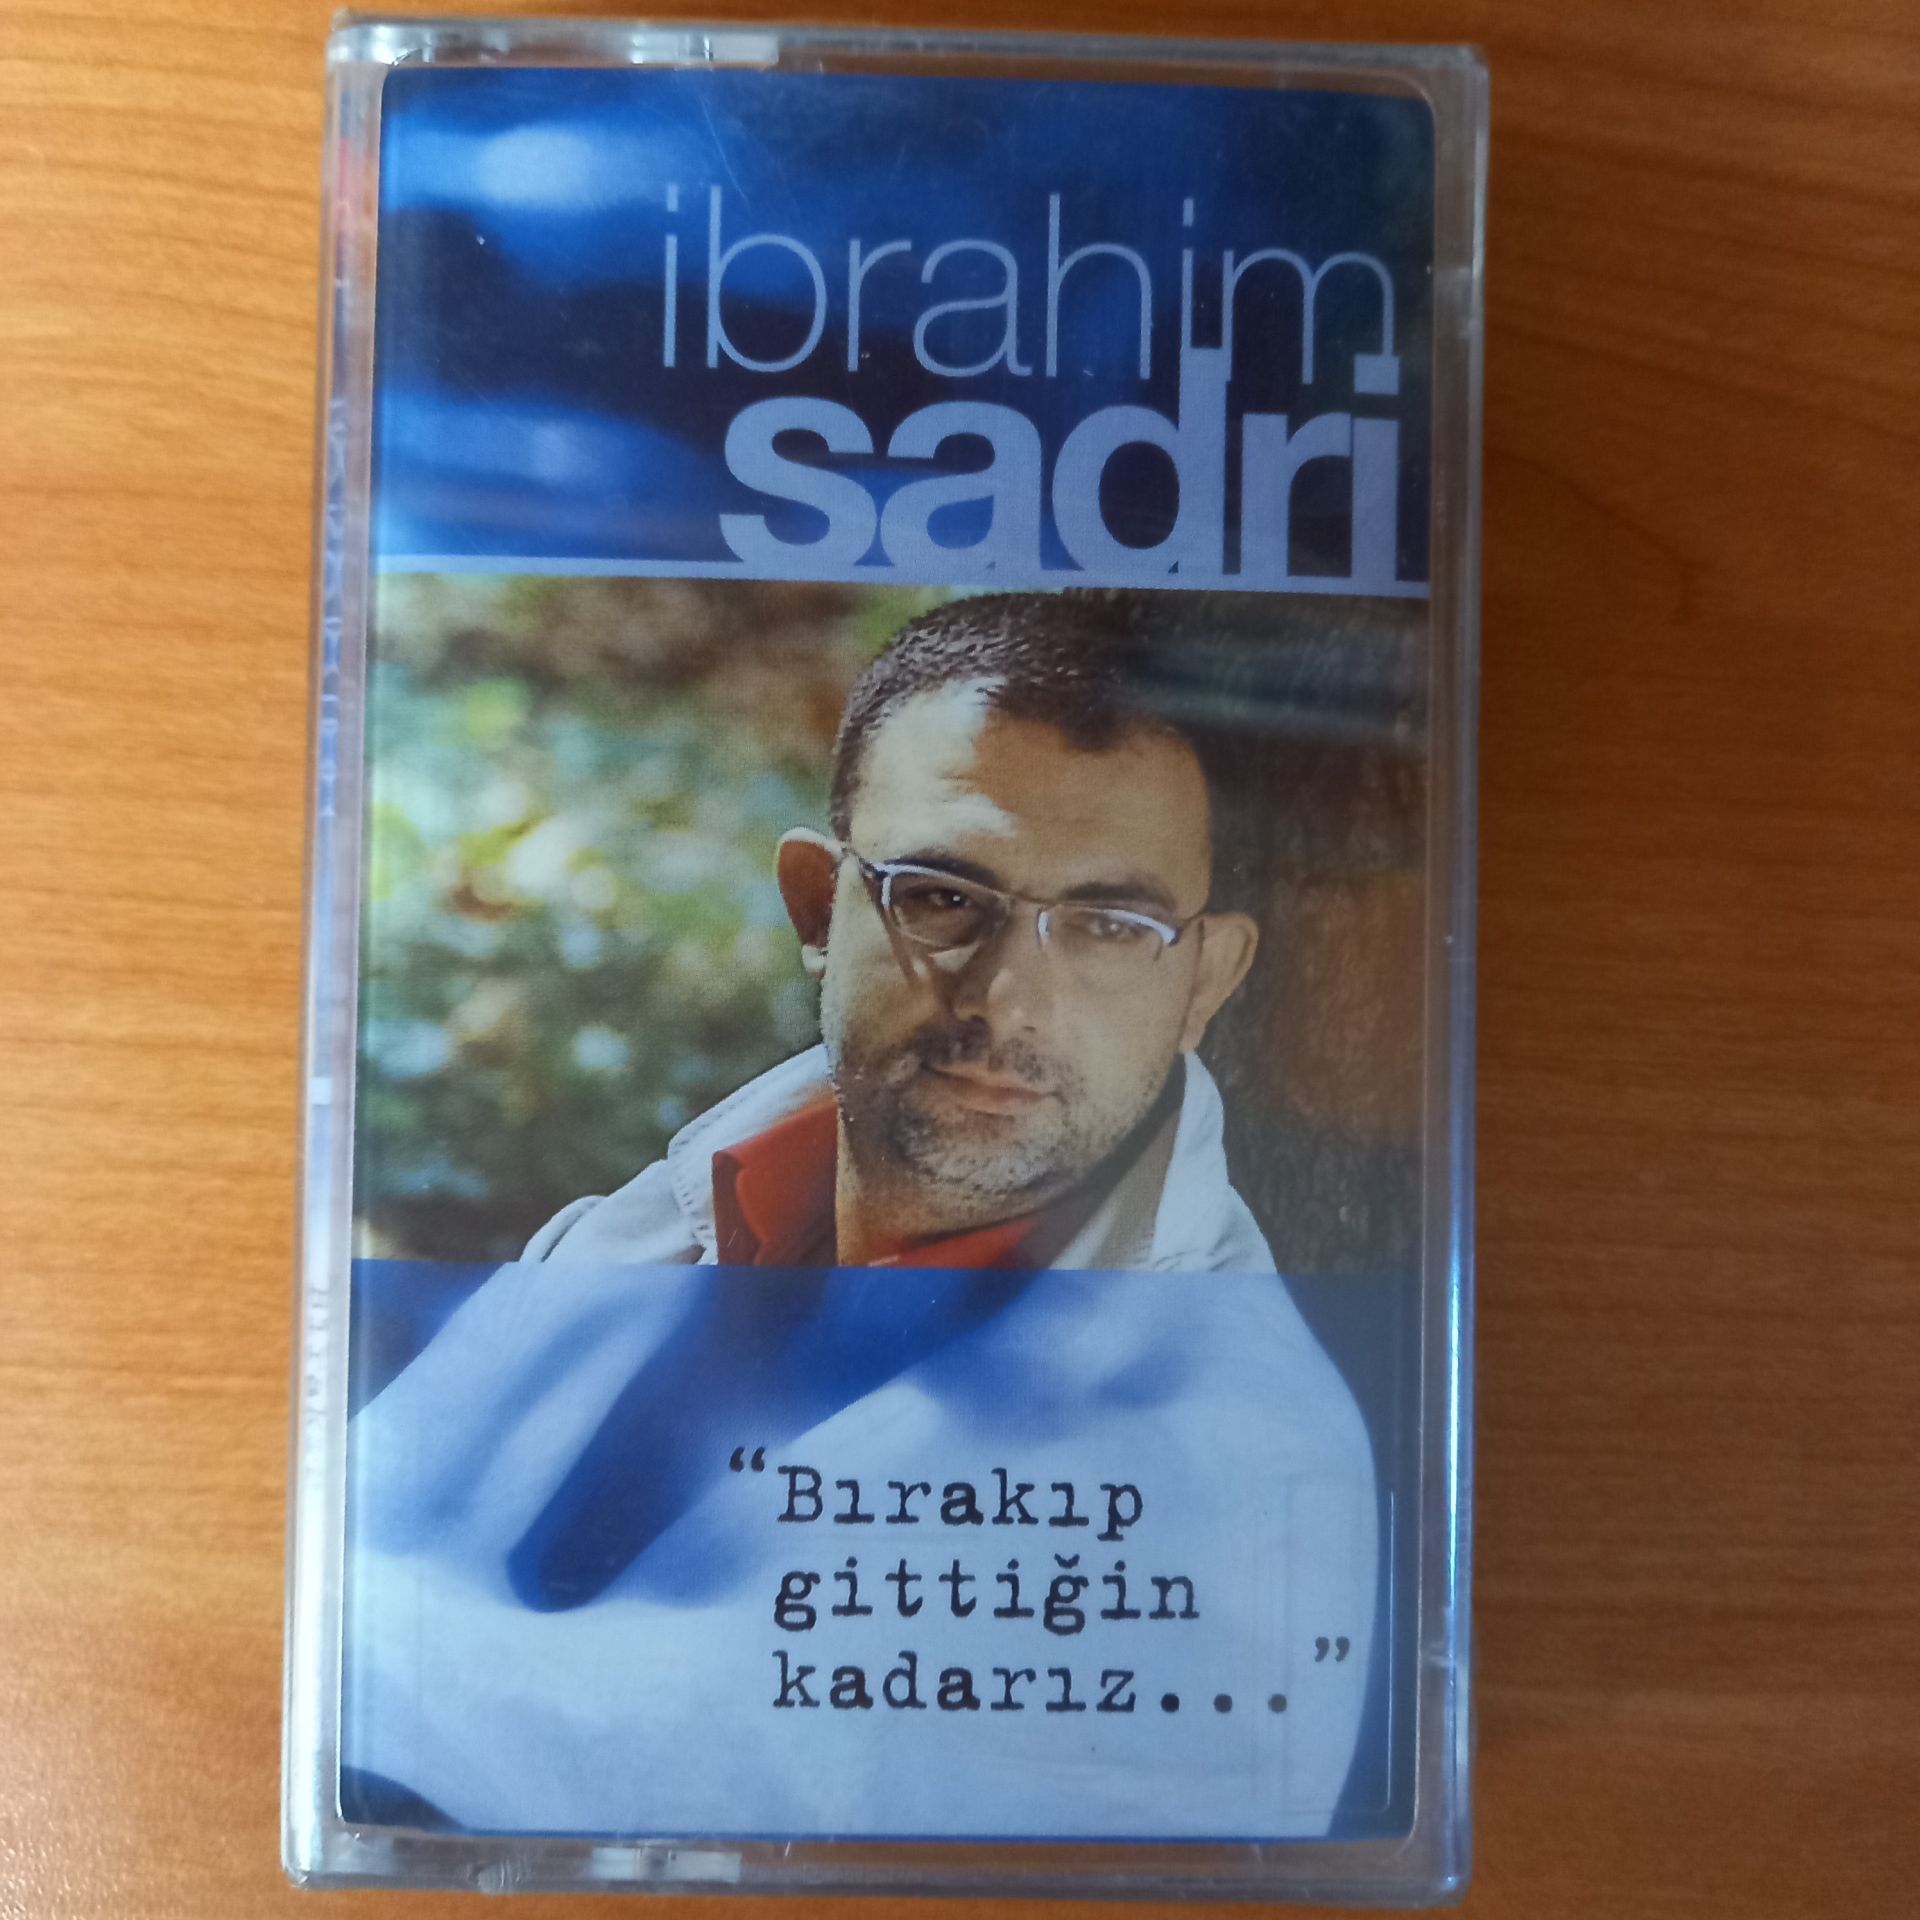 ibrahim
sadri
“Bırakıp
gittiğin
kadarız...”